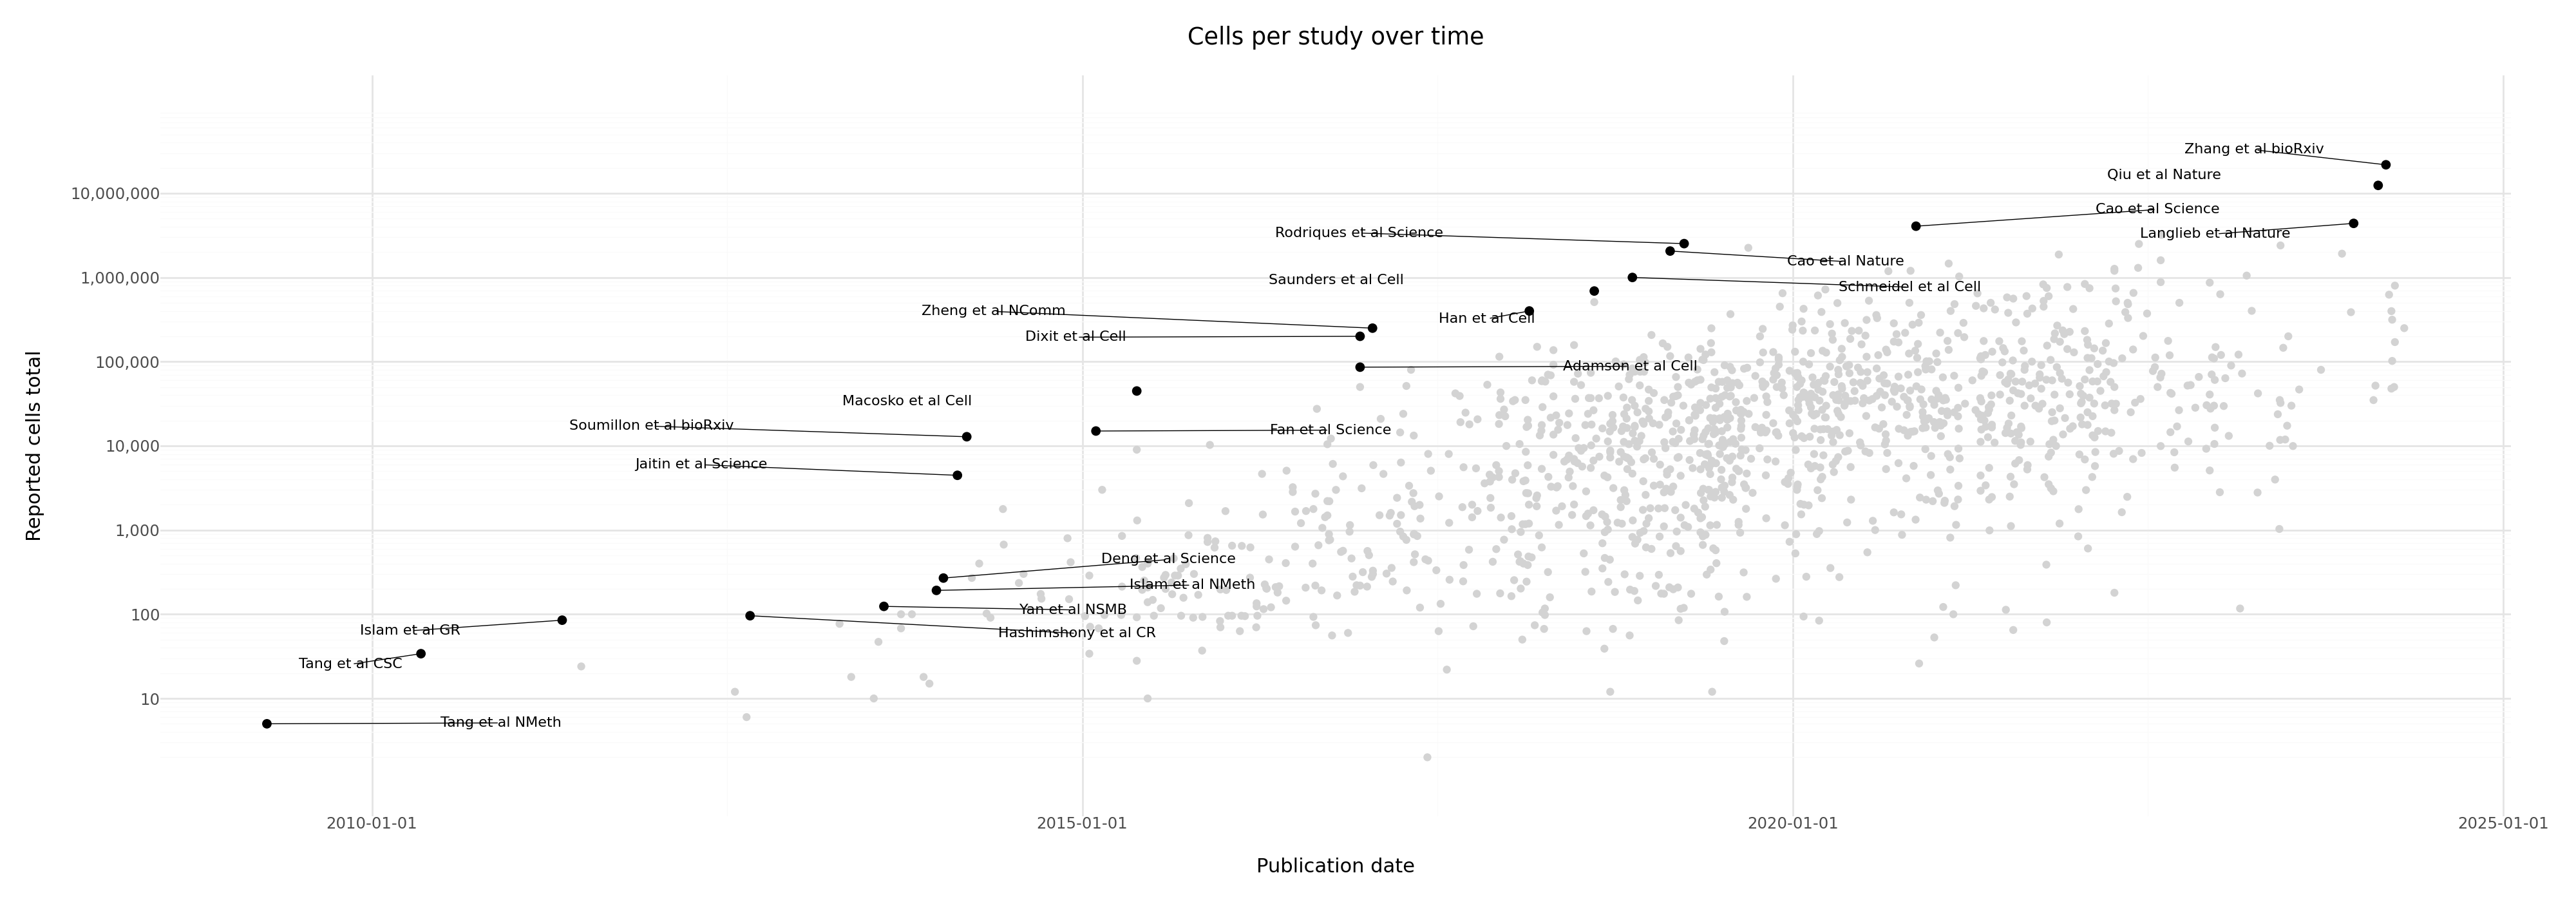 Cells per study over time
Reported cells total
10,000,000
1,000,000
100,000
10,000
1,000
100
10
Zhang et al bioRxiv
Qiu et al Nature
Cao et al Science
Langlieb et al Nature
Rodriques et al Science
Cao et al Nature
Saunders et al Cell
Schmeidel et al Cell
Zheng et al NComm
Han et al Cell
Dixit et al Cell
Adamson et al Cell
Macosko et al Cell
Soumillon et al bioRxiv
Fan et al Science
Jaitin et al Science
Deng et al Science
Islam et al NMeth
Yan et al NSMB
Islam et al GR
Hashimshony et al CR
Tang et al CSC
Tang et al NMeth
2010-01-01
2015-01-01
2020-01-01
2025-01-01
Publication date